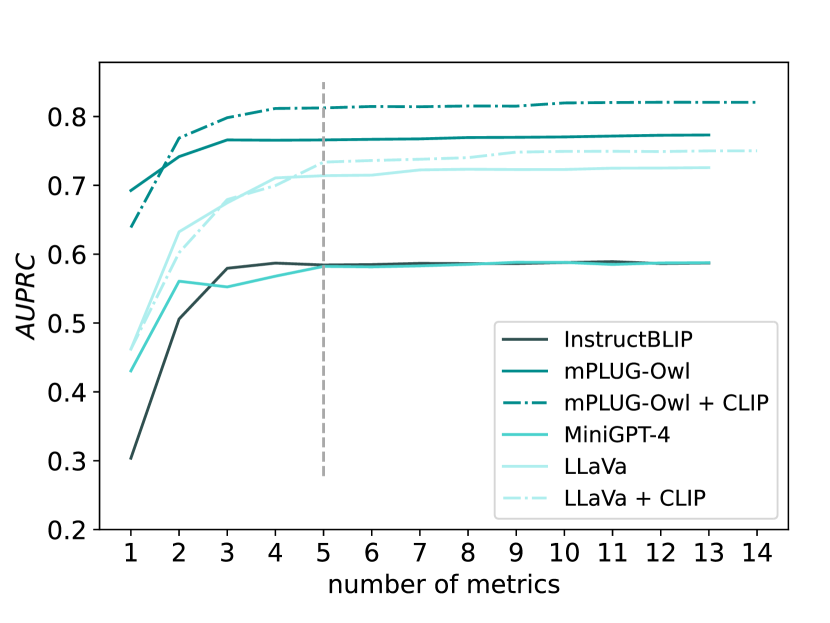 0.8
0.7
0.6
0.5
0.4
0.3
0.2
AUPRC
InstructBLIP
mPLUG-Owl
mPLUG-Owl + CLIP
MiniGPT-4
LLaVa
LLaVa + CLIP
1 2 3 4 5 6 7 8 9 10 11 12 13 14
number of metrics